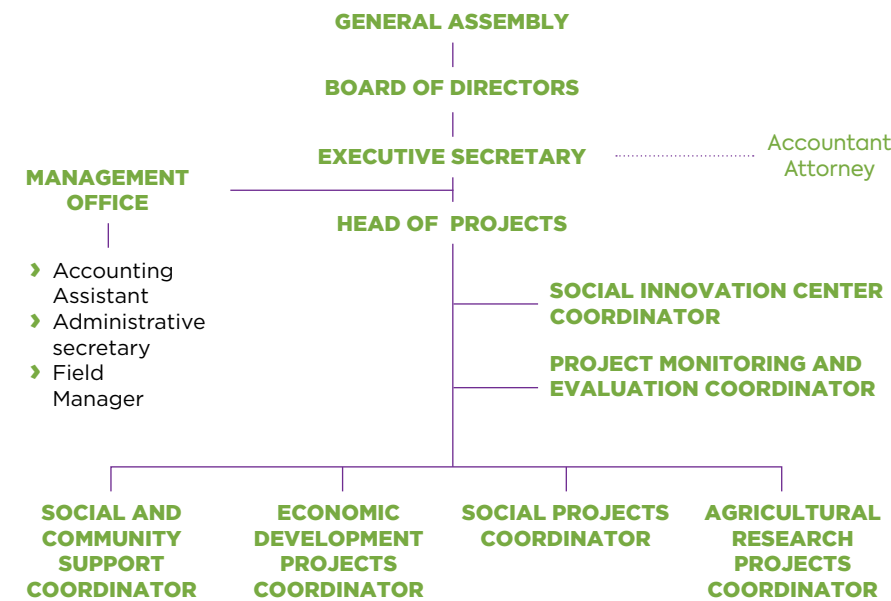 GENERAL ASSEMBLY
BOARD OF DIRECTORS
EXECUTIVE SECRETARY
Accountant
Attorney
MANAGEMENT
OFFICE
› Accounting
Assistant
› Administrative
secretary
› Field
Manager
HEAD OF PROJECTS
SOCIAL INNOVATION CENTER
COORDINATOR
PROJECT MONITORING AND
EVALUATION COORDINATOR
SOCIAL AND
COMMUNITY
SUPPORT
COORDINATOR
ECONOMIC
DEVELOPMENT
PROJECTS
COORDINATOR
SOCIAL PROJECTS
COORDINATOR
AGRICULTURAL
RESEARCH
PROJECTS
COORDINATOR